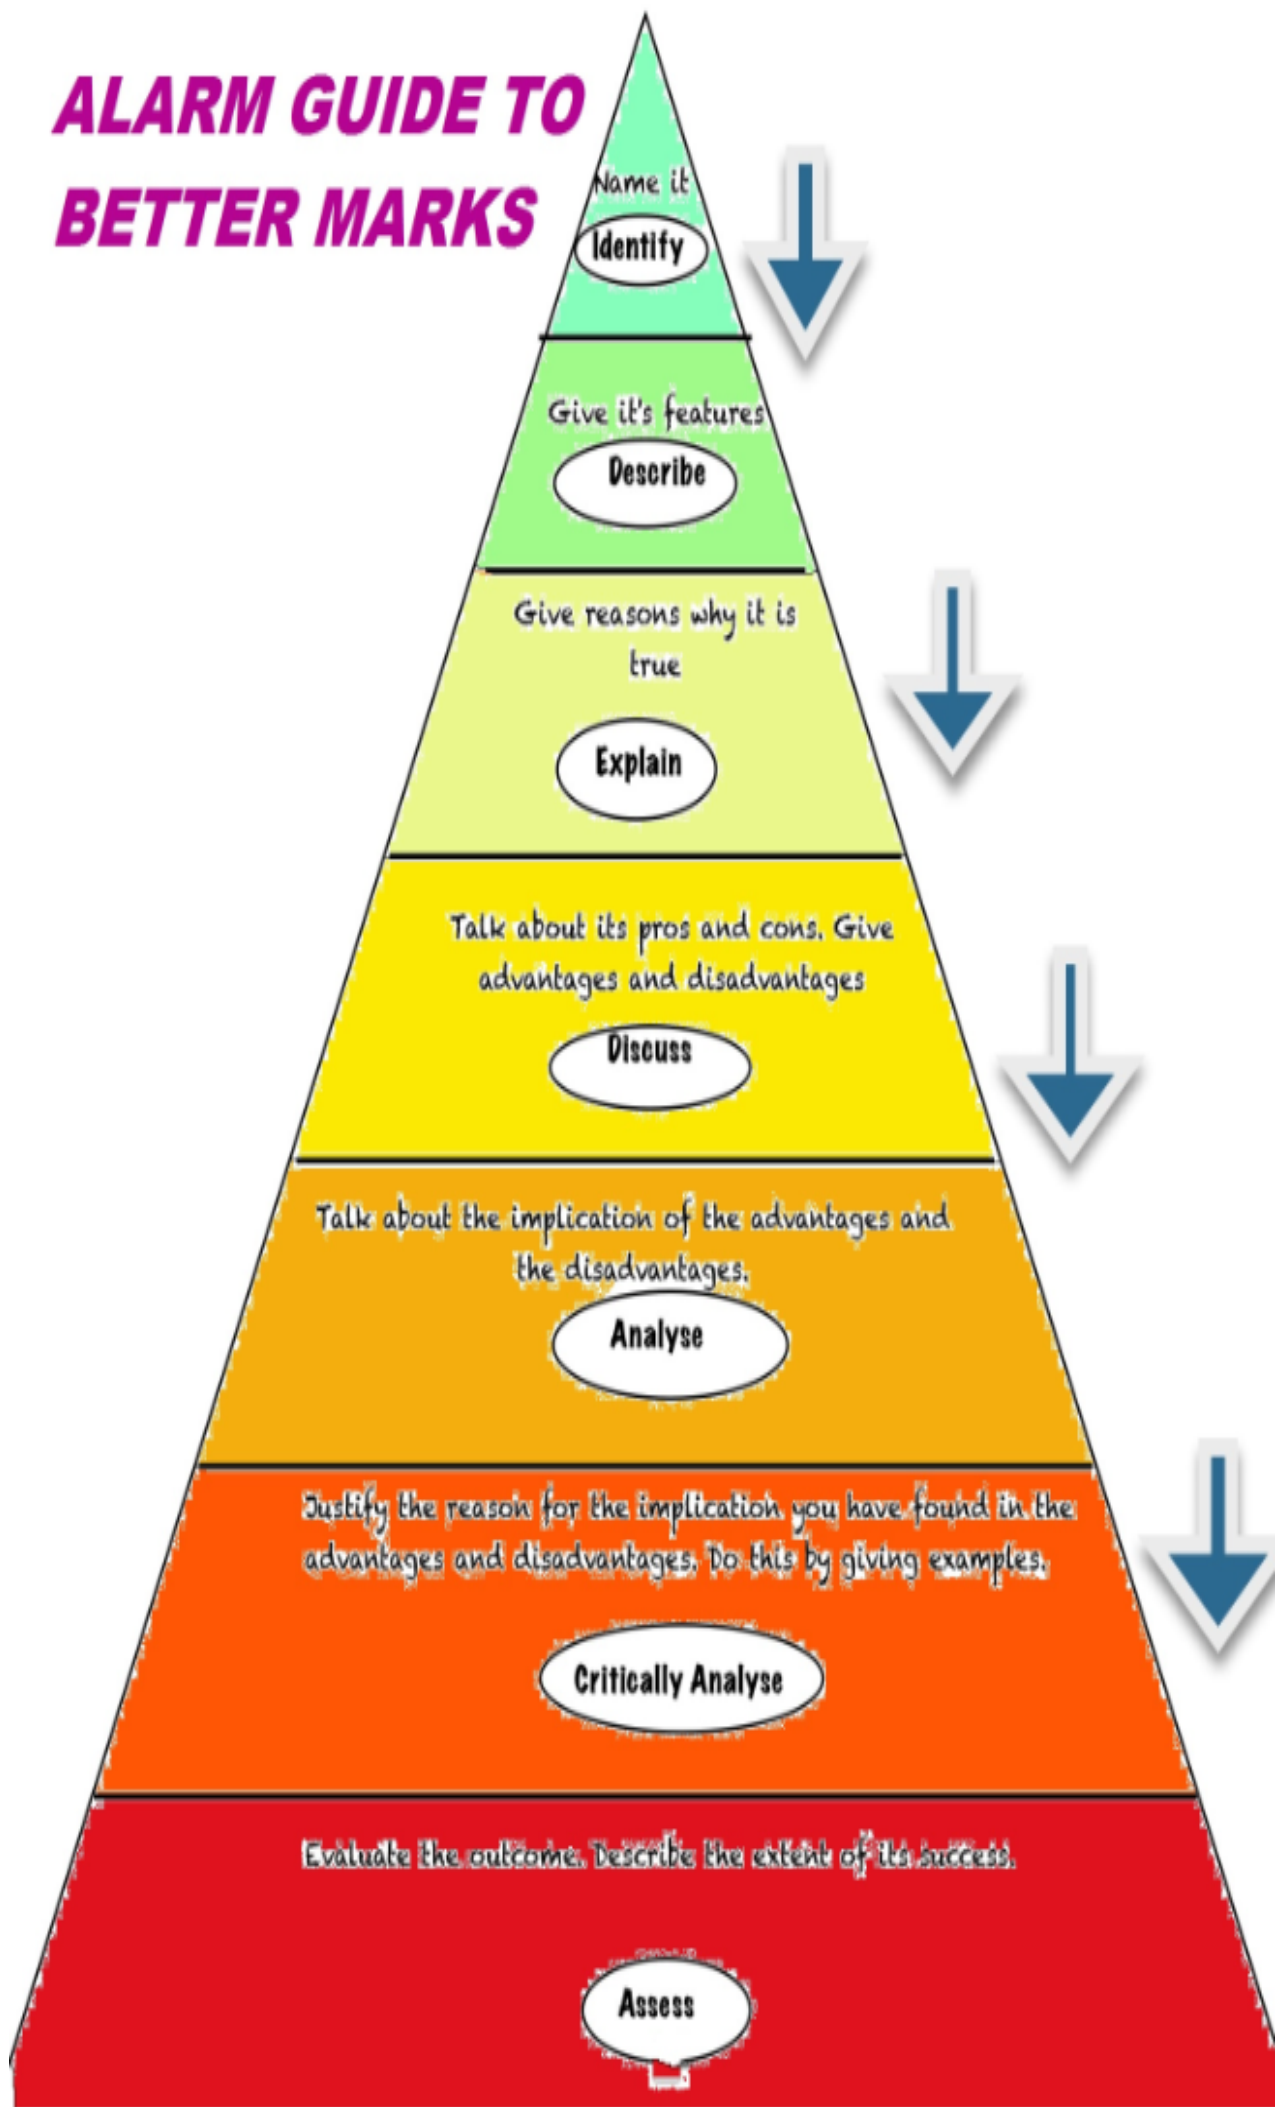 ALARM GUIDE TO
BETTER MARKS
Name it
Identify
Give it's features
Describe
Give reasons why it is
true
Explain
Talk about its pros and cons. Give
advantages and disadvantages
Discuss
Talk about the implication of the advantages and
the disadvantages.
Analyse
Justify the reason for the implication you have found in the
advantages and disadvantages. Do this by giving examples.
Critically Analyse
Evaluate the outcome. Describe the extent of its success.
Assess